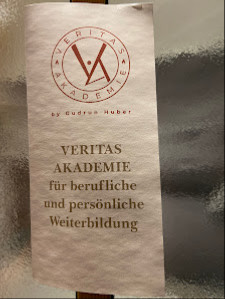 VERITAS
AKADEMIE
by Gudrun Huber
VERITAS
AKADEMIE
für berufliche
und persönliche
Weiterbildung